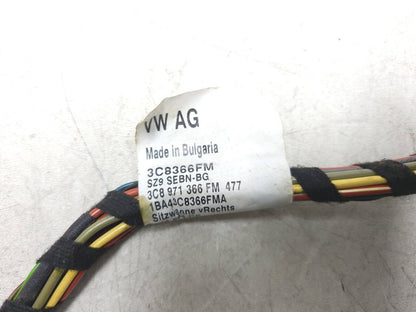 VW AG
Made in Bulgaria
3C8366FM
SZ9 SEBN-BG
3C8 971 366 FM 477
1BA43C8366FMA
Sitzwanne vRechts